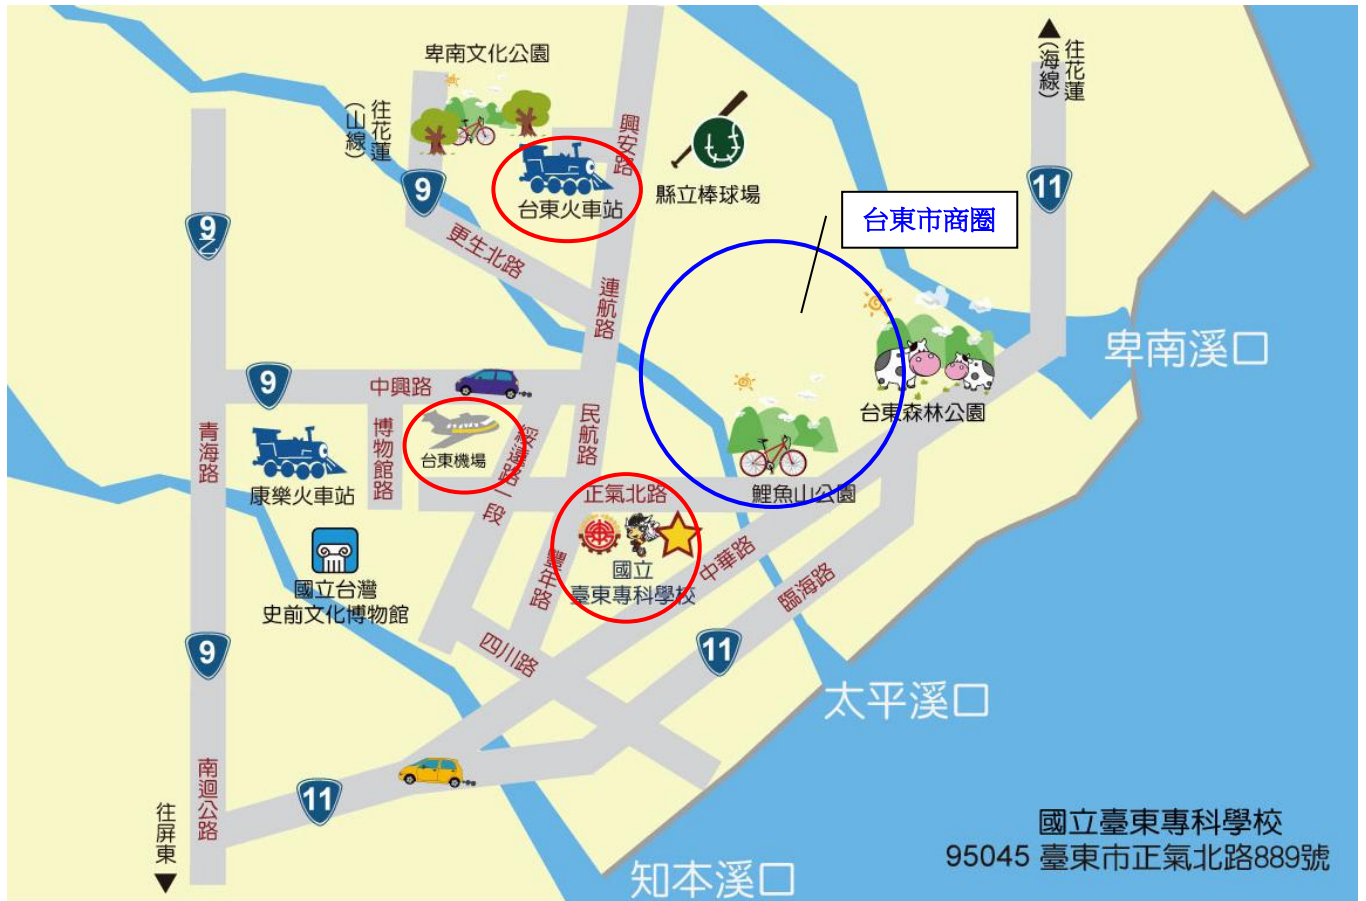 卑南文化公園
往花蓮
(山線)
往花蓮
(海線)
興安路
縣立棒球場
9
台東火車站
11
台東市商圈
9
乙
更生北路
連航路
卑南溪口
9
中興路
台東森林公園
青海路
博物館路
台東機場
綏遠路一段
民航路
康樂火車站
正氣北路
鯉魚山公園
國立台灣
史前文化博物館
豐年路
國立
臺東專科學校
中華路
臨海路
9
四川路
11
太平溪口
南迴公路
11
往屏東
知本溪口
國立臺東專科學校
95045 臺東市正氣北路889號